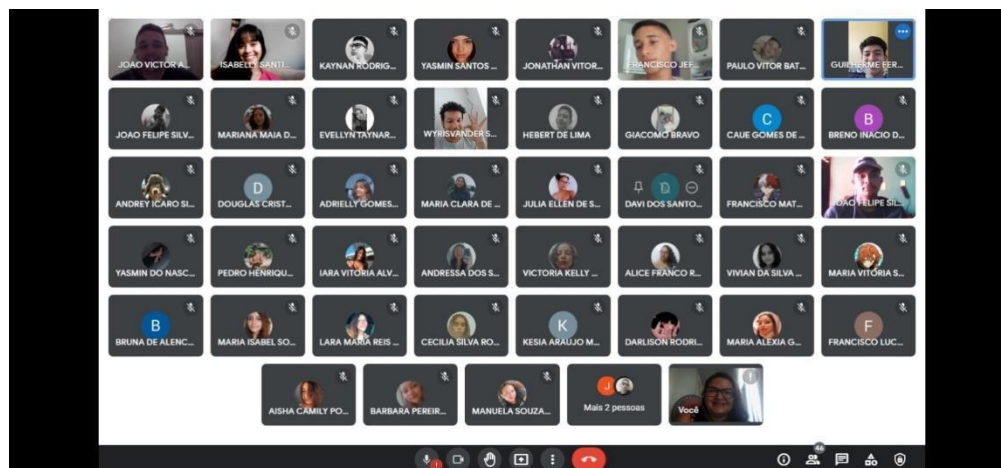 JOAO VICTOR A...
ISABELLY SANTI...
KAYNAN RODRIG...
YASMIN SANTOS ...
JONATHAN VITOR...
FRANCISCO JEF...
PAULO VITOR BAT...
GUILHERME FER...
JOAO FELIPE SILV...
MARIANA MAIA D...
EVELLYN TAYNAR...
WYRISVANDER S...
HEBERT DE LIMA
GIACOMO BRAVO
C
CAUE GOMES DE ...
B
BRENO INACIO D...
ANDREY ICARO SI...
D
DOUGLAS CRIST...
ADRIELLY GOMES...
MARIA CLARA DE ...
JULIA ELLEN DE S...
DAVI DOS SANTO...
FRANCISCO MAT...
JOAO FELIPE SIL...
YASMIN DO NASC...
PEDRO HENRIQU...
IARA VITORIA ALV...
ANDRESSA DOS S...
VICTORIA KELLY ...
ALICE FRANCO R...
VIVIAN DA SILVA ...
MARIA VITÓRIA S...
B
BRUNA DE ALENC...
MARIA ISABEL SO...
LARA MARIA REIS ...
CECILIA SILVA RO...
K
KESIA ARAUJO M...
DARLISON RODRI...
MARIA ALEXIA G...
F
FRANCISCO LUC...
AISHA CAMILY PO...
BARBARA PEREIR...
MANUELA SOUZA...
J
Mais 2 pessoas
Você
46